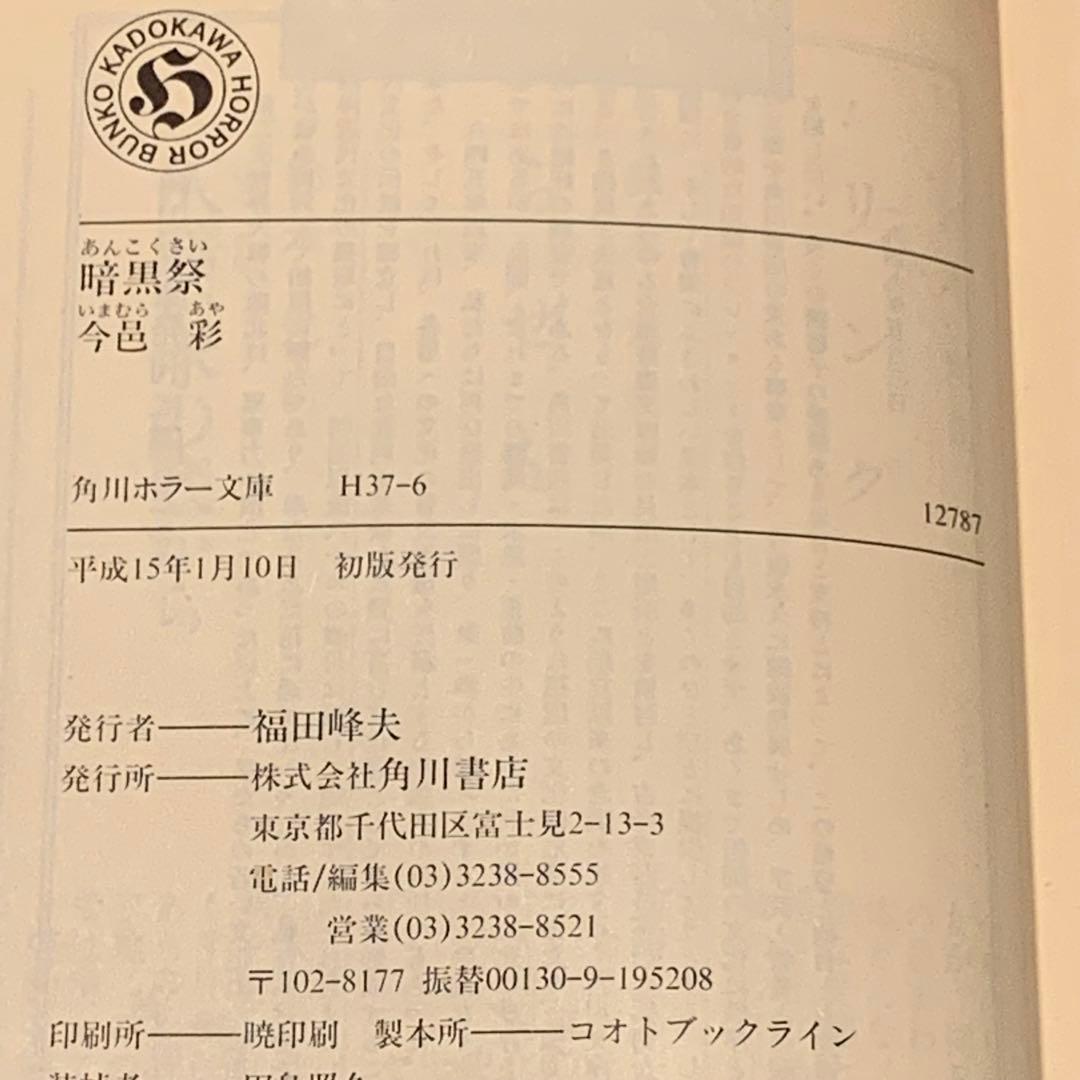 KADOKAWA HORROR BUNKO
H
あんこくさい
暗黒祭
いまむら あや
今邑 彩
角川ホラー文庫 H37-6
12787
平成15年1月10日 初版発行
発行者――福田峰夫
発行所――株式会社角川書店
東京都千代田区富士見2-13-3
電話/編集(03)3238-8555
営業(03)3238-8521
〒102-8177 振替00130-9-195208
印刷所――暁印刷 製本所――コオトブックライン